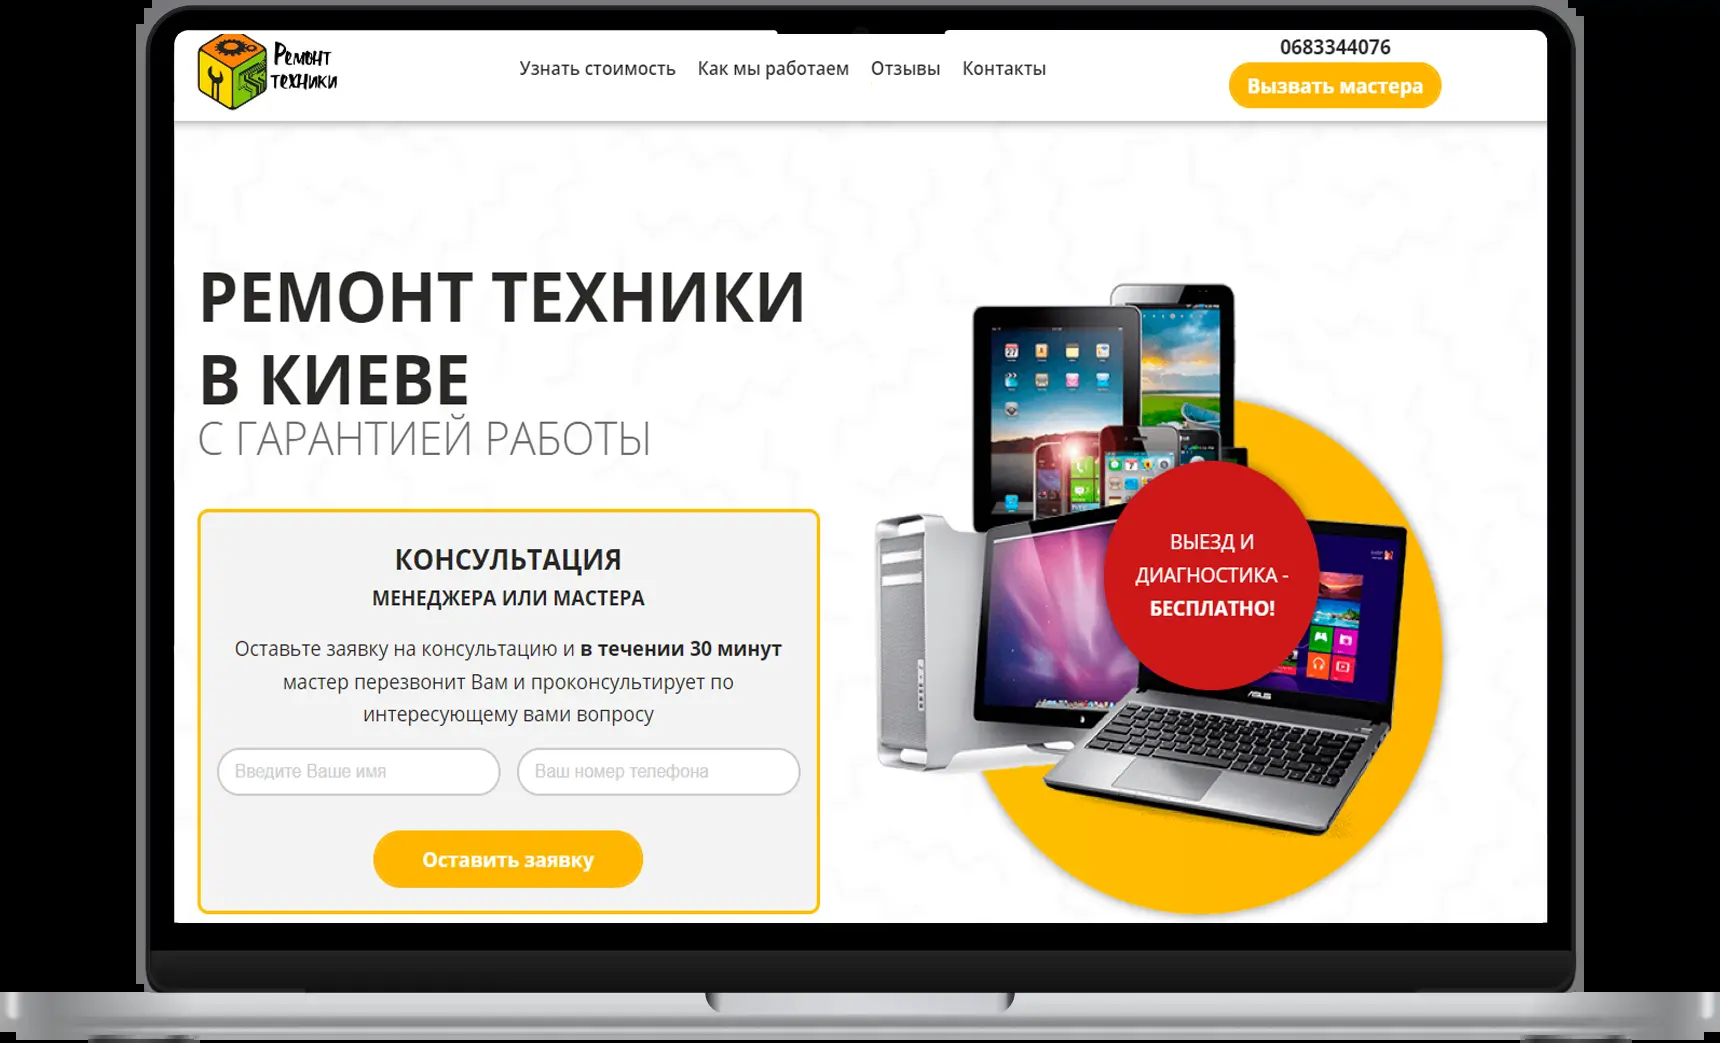 Ремонт
техники
Узнать стоимость
Как мы работаем
Отзывы
Контакты
0683344076
Вызвать мастера
РЕМОНТ ТЕХНИКИ
В КИЕВЕ
С ГАРАНТИЕЙ РАБОТЫ
КОНСУЛЬТАЦИЯ
МЕНЕДЖЕРА ИЛИ МАСТЕРА
Оставьте заявку на консультацию и в течении 30 минут
мастер перезвонит Вам и проконсультирует по
интересующему вами вопросу
Введите Ваше имя
Ваш номер телефона
Оставить заявку
ВЫЕЗД И
ДИАГНОСТИКА -
БЕСПЛАТНО!
ASUS